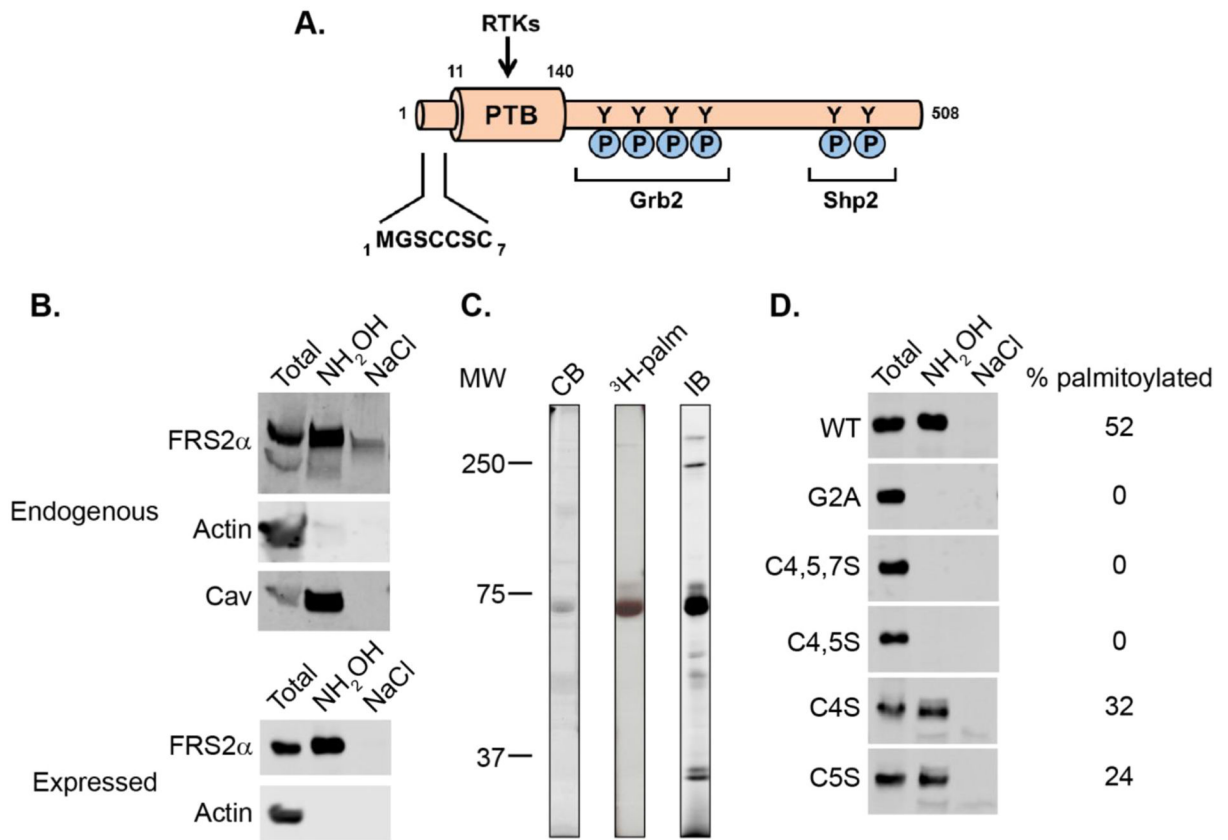 A.
RTKs
11
140
1
PTB
Y Y Y Y
Y Y
508
P P P P
P P
Grb2
Shp2
1 MGSCCSC 7
B.
Total
NH2OH
NaCl
FRS2α
Endogenous
Actin
Cav
Total
NH2OH
NaCl
FRS2α
Expressed
Actin
C.
MW
CB
³H-palm
IB
250
75
37
D.
Total
NH2OH
NaCl
% palmitoylated
WT
52
G2A
0
C4,5,7S
0
C4,5S
0
C4S
32
C5S
24